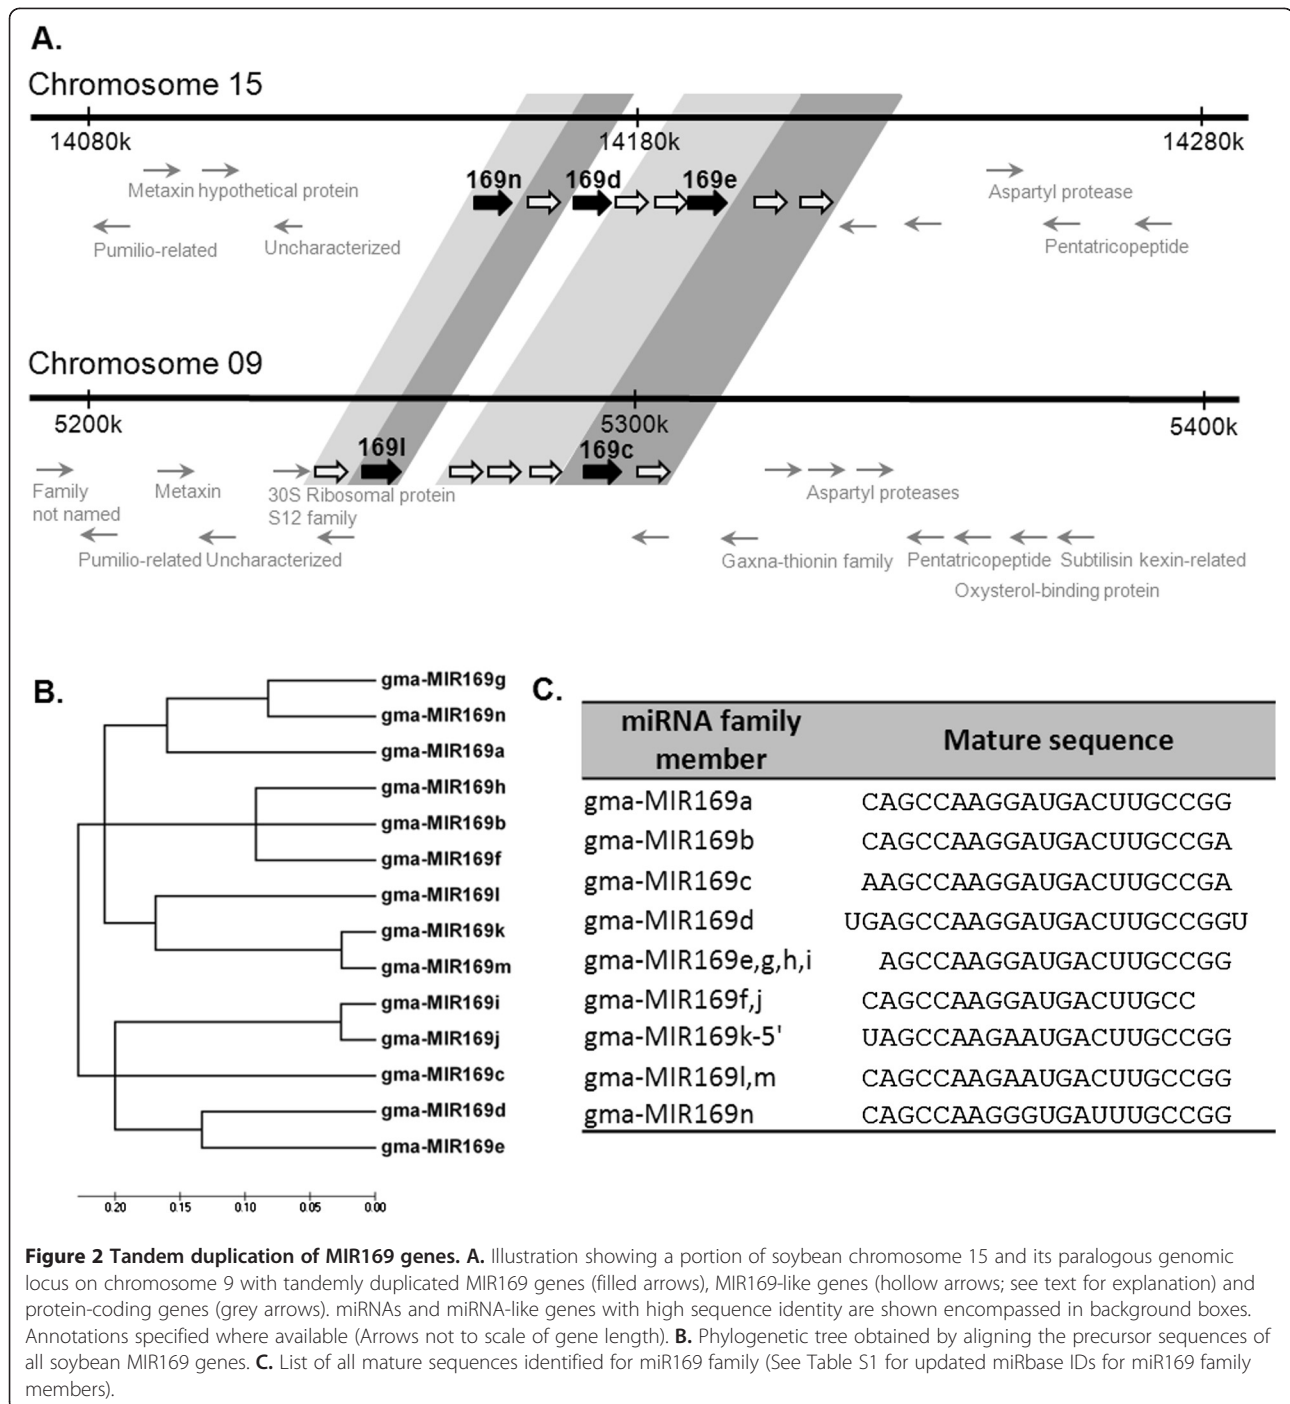 A.
Chromosome 15
14080k 14180k 14280k
169n 169d 169e
Metaxin hypothetical protein
Aspartyl protease
Pumilio-related Uncharacterized
Pentatricopeptide
Chromosome 09
5200k 5300k 5400k
169l 169c
Family
not named
Metaxin
30S Ribosomal protein
S12 family
Aspartyl proteases
Pumilio-related Uncharacterized
Gaxna-thionin family Pentatricopeptide Subtilisin kexin-related
Oxysterol-binding protein
B.
gma-MIR169g
gma-MIR169n
gma-MIR169a
gma-MIR169h
gma-MIR169b
gma-MIR169f
gma-MIR169l
gma-MIR169k
gma-MIR169m
gma-MIR169i
gma-MIR169j
gma-MIR169c
gma-MIR169d
gma-MIR169e
0.20 0.15 0.10 0.05 0.00
C.
miRNA family
member
Mature sequence
gma-MIR169a CAGCCAAGGAUGACUUGCCGG
gma-MIR169b CAGCCAAGGAUGACUUGCCGA
gma-MIR169c AAGCCAAGGAUGACUUGCCGA
gma-MIR169d UGAGCCAAGGAUGACUUGCCGGU
gma-MIR169e,g,h,i AGCCAAGGAUGACUUGCCGG
gma-MIR169f,j CAGCCAAGGAUGACUUGCC
gma-MIR169k-5' UAGCCAAGAAUGACUUGCCGG
gma-MIR169l,m CAGCCAAGAAUGACUUGCCGG
gma-MIR169n CAGCCAAGGGUGAUUUGCCGG
Figure 2 Tandem duplication of MIR169 genes. A. Illustration showing a portion of soybean chromosome 15 and its paralogous genomic
locus on chromosome 9 with tandemly duplicated MIR169 genes (filled arrows), MIR169-like genes (hollow arrows; see text for explanation) and
protein-coding genes (grey arrows). miRNAs and miRNA-like genes with high sequence identity are shown encompassed in background boxes.
Annotations specified where available (Arrows not to scale of gene length). B. Phylogenetic tree obtained by aligning the precursor sequences of
all soybean MIR169 genes. C. List of all mature sequences identified for miR169 family (See Table S1 for updated miRbase IDs for miR169 family
members).